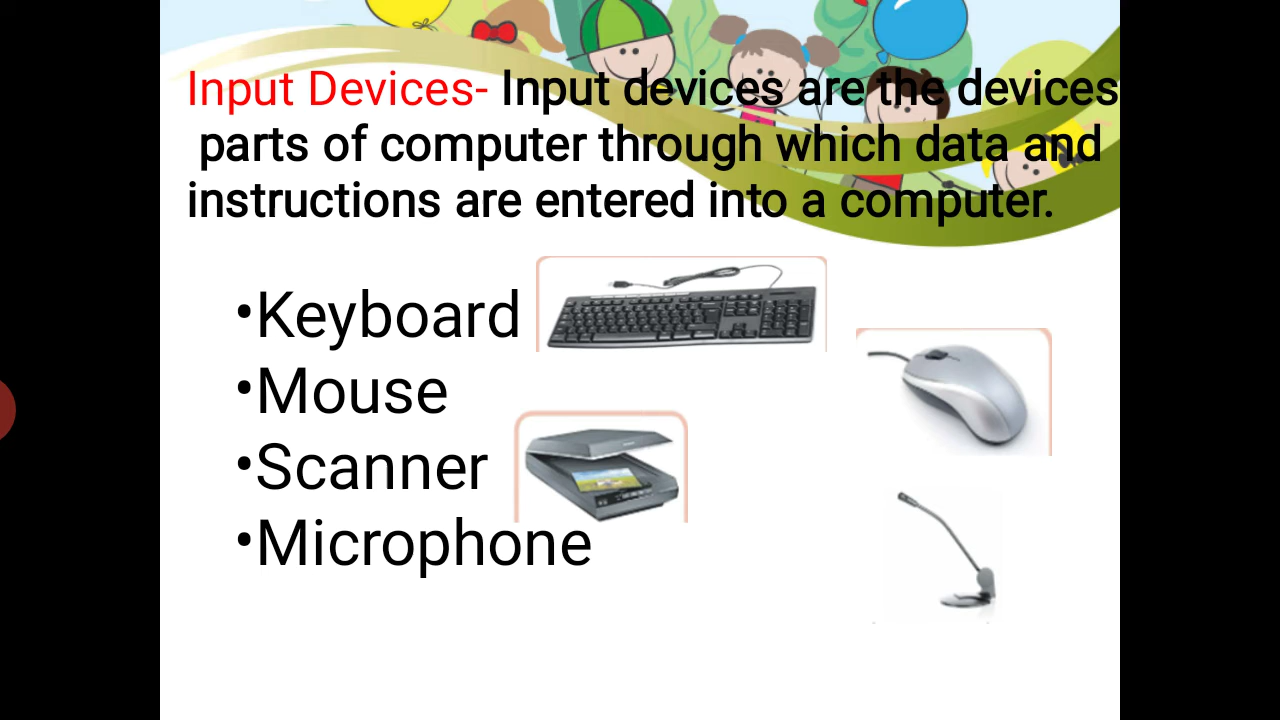 Input Devices- Input devices are the devices
parts of computer through which data and
instructions are entered into a computer.
•Keyboard
•Mouse
•Scanner
•Microphone